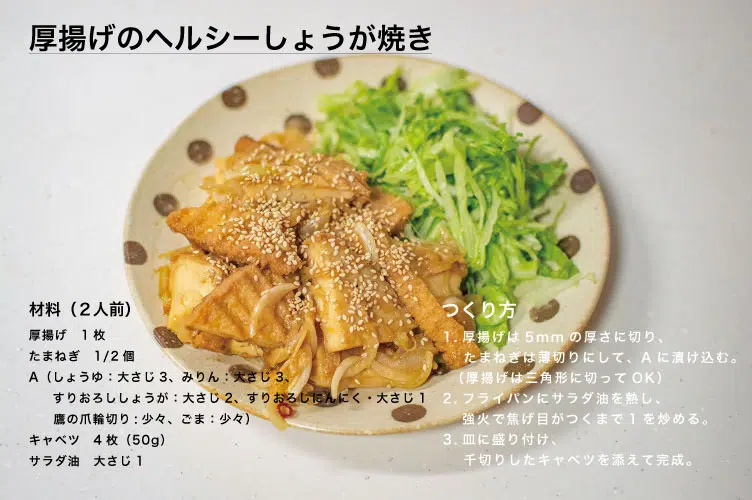 厚揚げのヘルシーしょうが焼き
材料（２人前）
厚揚げ　１枚
たまねぎ　1/2 個
A（しょうゆ：大さじ３、みりん：大さじ３、
すりおろししょうが：大さじ２、すりおろしにんにく・大さじ１
鷹の爪輪切り：少々、ごま：少々）
キャベツ　４枚（50g）
サラダ油　大さじ１
つくり方
1. 厚揚げは 5mm の厚さに切り、
たまねぎは薄切りにして、A に漬け込む。
（厚揚げは三角形に切って OK）
2. フライパンにサラダ油を熱し、
強火で焦げ目がつくまで 1 を炒める。
3. 皿に盛り付け、
千切りしたキャベツを添えて完成。